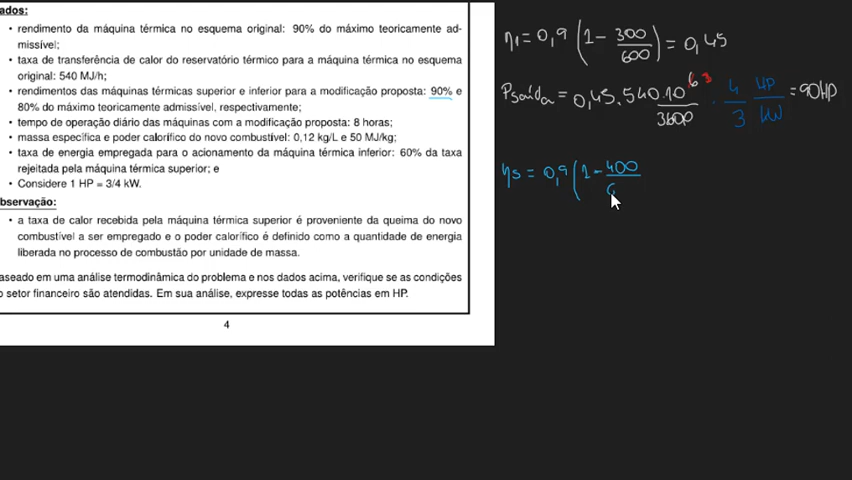 ados:
• rendimento da máquina térmica no esquema original: 90% do máximo teoricamente ad-
missível;
• taxa de transferência de calor do reservatório térmico para a máquina térmica no esquema
original: 540 MJ/h;
• rendimentos das máquinas térmicas superior e inferior para a modificação proposta: 90% e
80% do máximo teoricamente admissível, respectivamente;
• tempo de operação diário das máquinas com a modificação proposta: 8 horas;
• massa específica e poder calorífico do novo combustível: 0,12 kg/L e 50 MJ/kg;
• taxa de energia empregada para o acionamento da máquina térmica inferior: 60% da taxa
rejeitada pela máquina térmica superior; e
• Considere 1 HP = 3/4 kW.
bservação:
• a taxa de calor recebida pela máquina térmica superior é proveniente da queima do novo
combustível a ser empregado e o poder calorífico é definido como a quantidade de energia
liberada no processo de combustão por unidade de massa.
aseado em uma análise termodinâmica do problema e nos dados acima, verifique se as condições
o setor financeiro são atendidas. Em sua análise, expresse todas as potências em HP.
4
η1 = 0,9 (1 - 300/600) = 0,45
Psaída = 0,45 . 540 . 10^6 3/3600 . 4/3 HP/kW = 90HP
ηs = 0,9 (1 - 400/